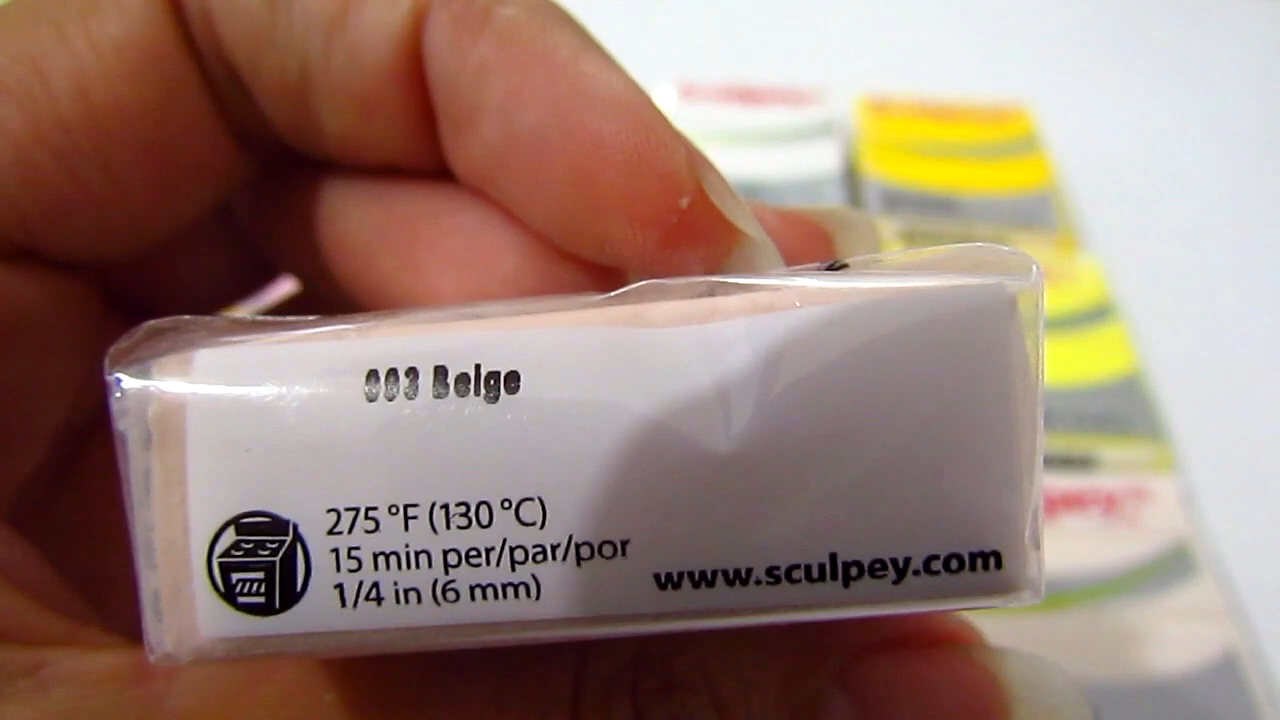 003 Beige
275 °F (130 °C)
15 min per/par/por
1/4 in (6 mm)
www.sculpey.com